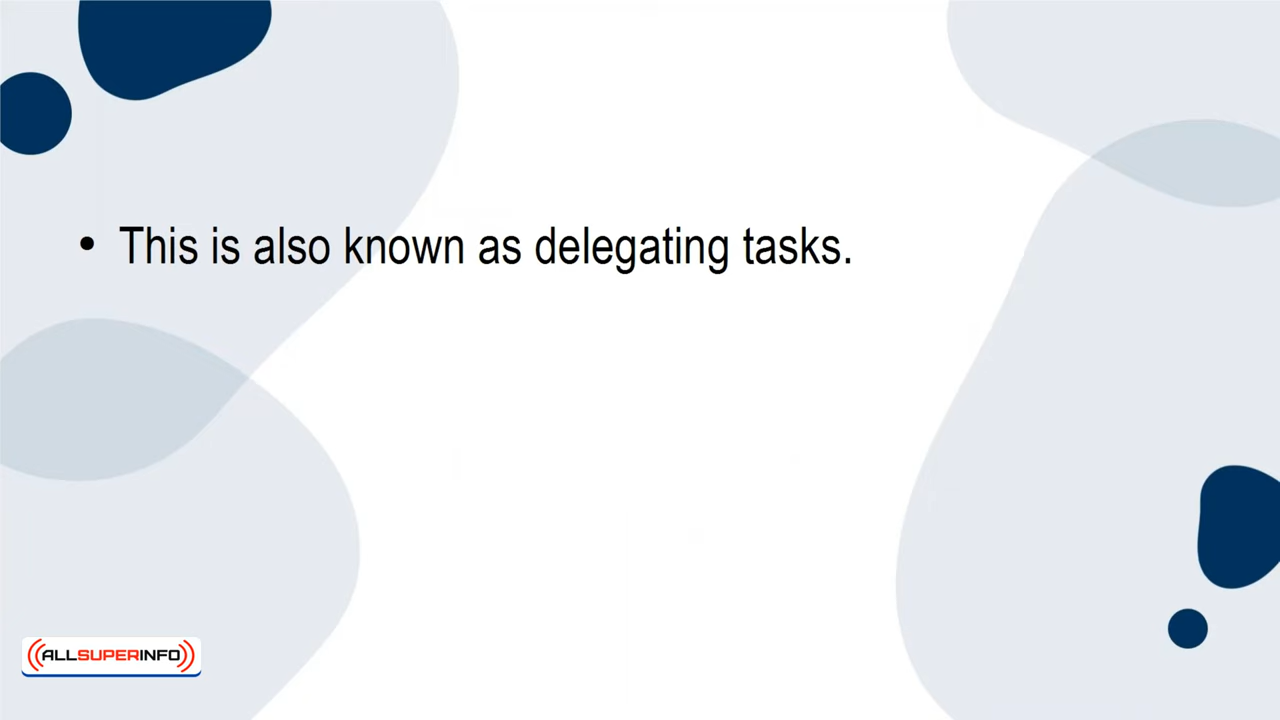 • This is also known as delegating tasks.
((ALLSUPERINFO))